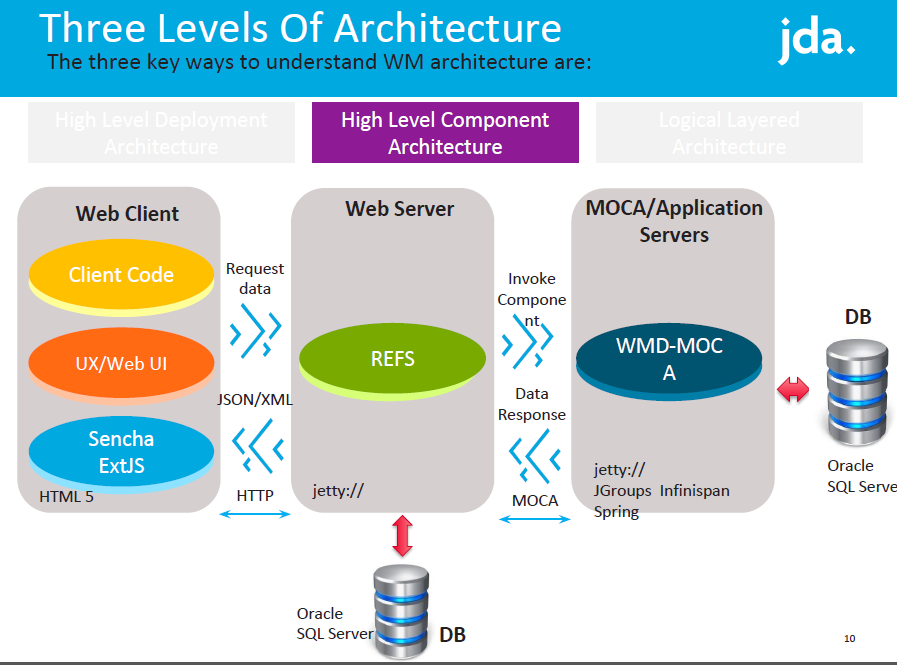 Three Levels Of Architecture
The three key ways to understand WM architecture are:
jda.
High Level Deployment
Architecture
High Level Component
Architecture
Logical Layered
Architecture
Web Client
Client Code
UX/Web UI
Sencha
ExtJS
HTML 5
Request
data
JSON/XML
HTTP
Web Server
REFS
jetty://
Invoke
Compone
nt
Data
Response
MOCA
MOCA/Application
Servers
WMD-MOC
A
jetty://
JGroups Infinispan
Spring
DB
Oracle
SQL Serve
Oracle
SQL Server
DB
10